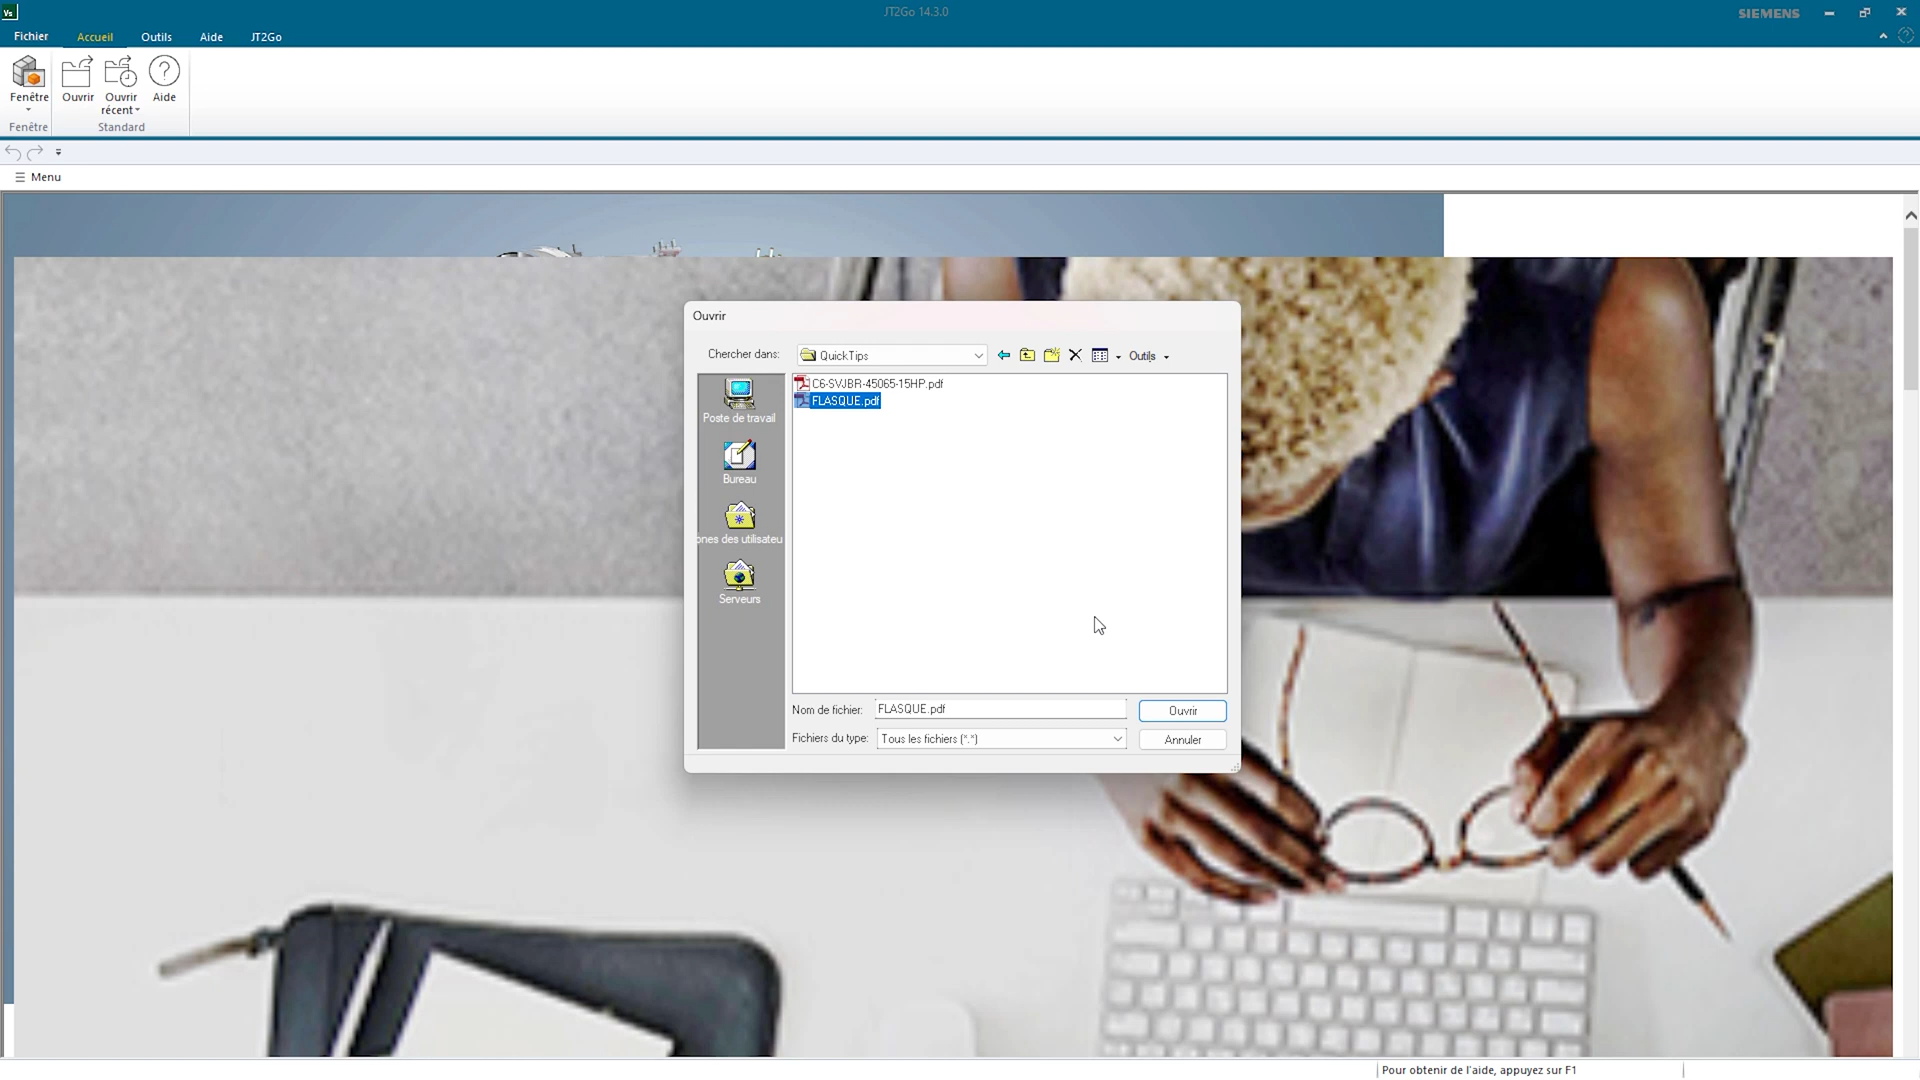 Vs
JT2Go 14.3.0
SIEMENS
Fichier Accueil Outils Aide JT2Go
Fenêtre Ouvrir Ouvrir récent Aide
Fenêtre Standard
Menu
Ouvrir
Chercher dans: QuickTips Outils
C6-SVJBR-45065-15HP.pdf
FLASQUE.pdf
Poste de travail
Bureau
ones des utilisateu
Serveurs
Nom de fichier: FLASQUE.pdf Ouvrir
Fichiers du type: Tous les fichiers (*.*) Annuler
Pour obtenir de l'aide, appuyez sur F1